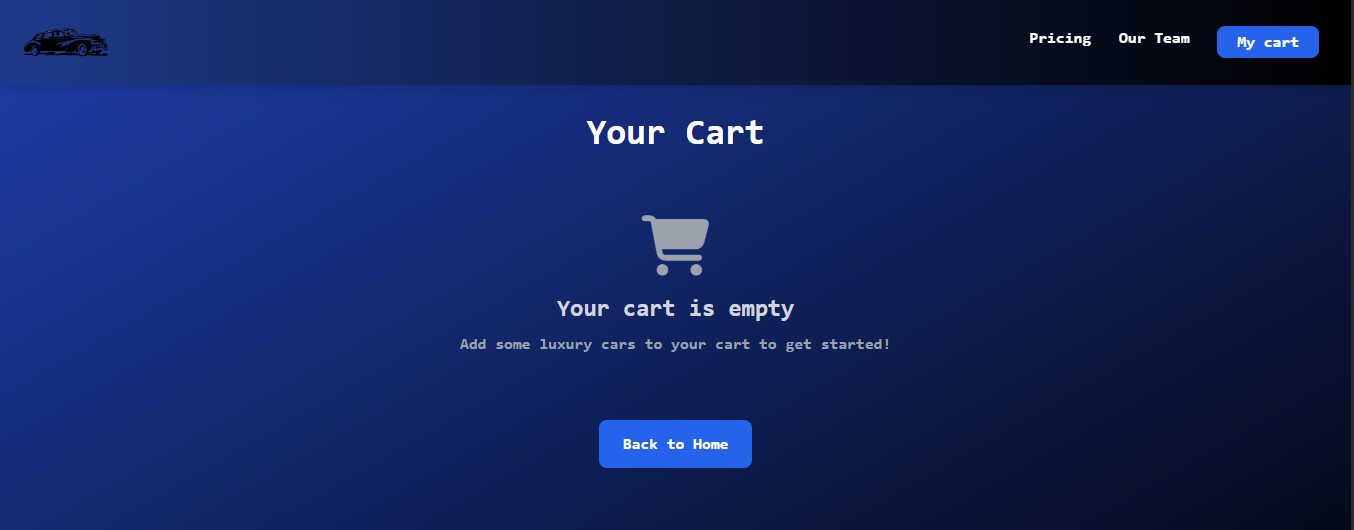 Pricing Our Team My cart
Your Cart
Your cart is empty
Add some luxury cars to your cart to get started!
Back to Home